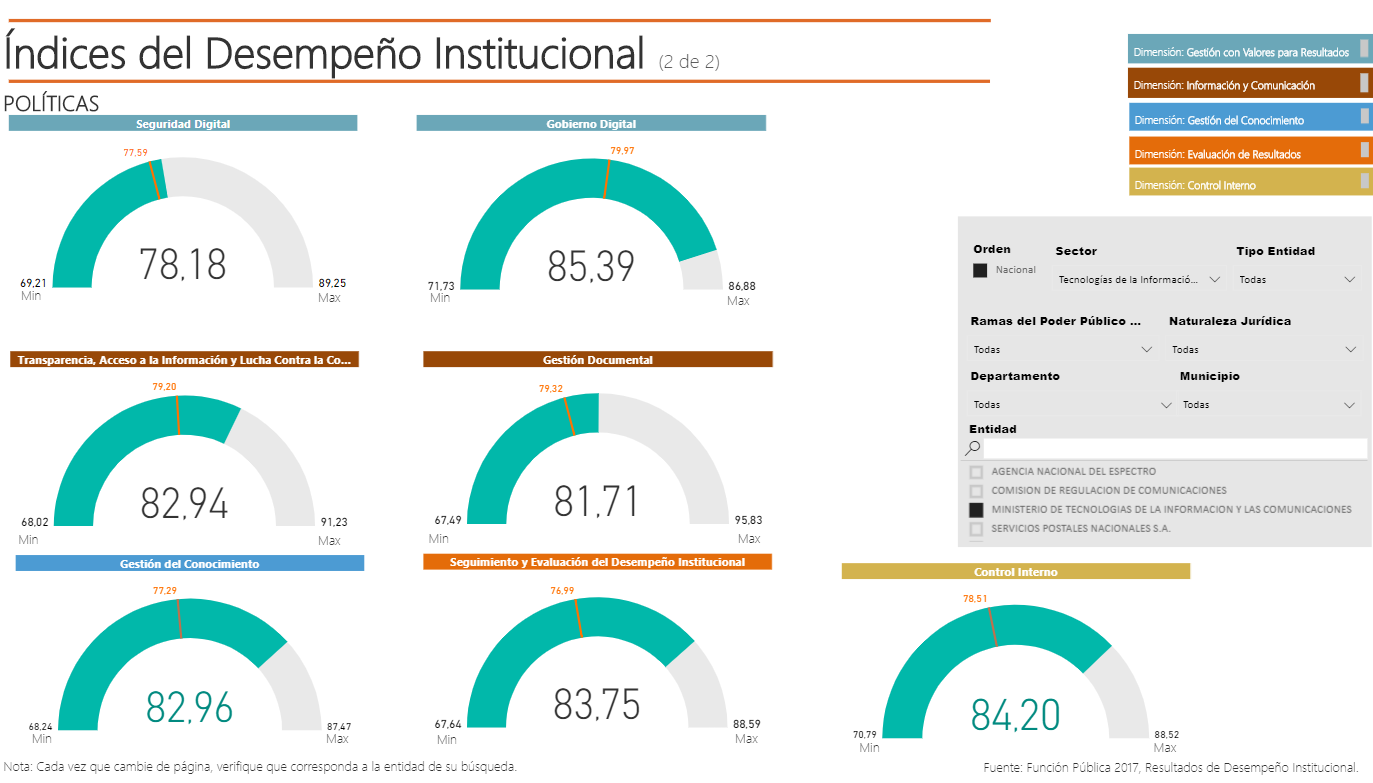 Índices del Desempeño Institucional (2 de 2)
POLÍTICAS
Seguridad Digital
77,59
78,18
69,21
Min
89,25
Max
Gobierno Digital
79,97
85,39
71,73
Min
86,88
Max
Transparencia, Acceso a la Información y Lucha Contra la Co...
79,20
82,94
68,02
Min
91,23
Max
Gestión Documental
79,32
81,71
67,49
Min
95,83
Max
Gestión del Conocimiento
77,29
82,96
68,24
Min
87,47
Max
Seguimiento y Evaluación del Desempeño Institucional
76,99
83,75
67,64
Min
88,59
Max
Control Interno
78,51
84,20
70,79
Min
88,52
Max
Dimensión: Gestión con Valores para Resultados
Dimensión: Información y Comunicación
Dimensión: Gestión del Conocimiento
Dimensión: Evaluación de Resultados
Dimensión: Control Interno
Orden
Nacional
Sector
Tecnologías de la Informació...
Tipo Entidad
Todas
Ramas del Poder Público ...
Todas
Naturaleza Jurídica
Todas
Departamento
Todas
Municipio
Todas
Entidad
AGENCIA NACIONAL DEL ESPECTRO
COMISION DE REGULACION DE COMUNICACIONES
MINISTERIO DE TECNOLOGIAS DE LA INFORMACION Y LAS COMUNICACIONES
SERVICIOS POSTALES NACIONALES S.A.
Nota: Cada vez que cambie de página, verifique que corresponda a la entidad de su búsqueda.
Fuente: Función Pública 2017, Resultados de Desempeño Institucional.